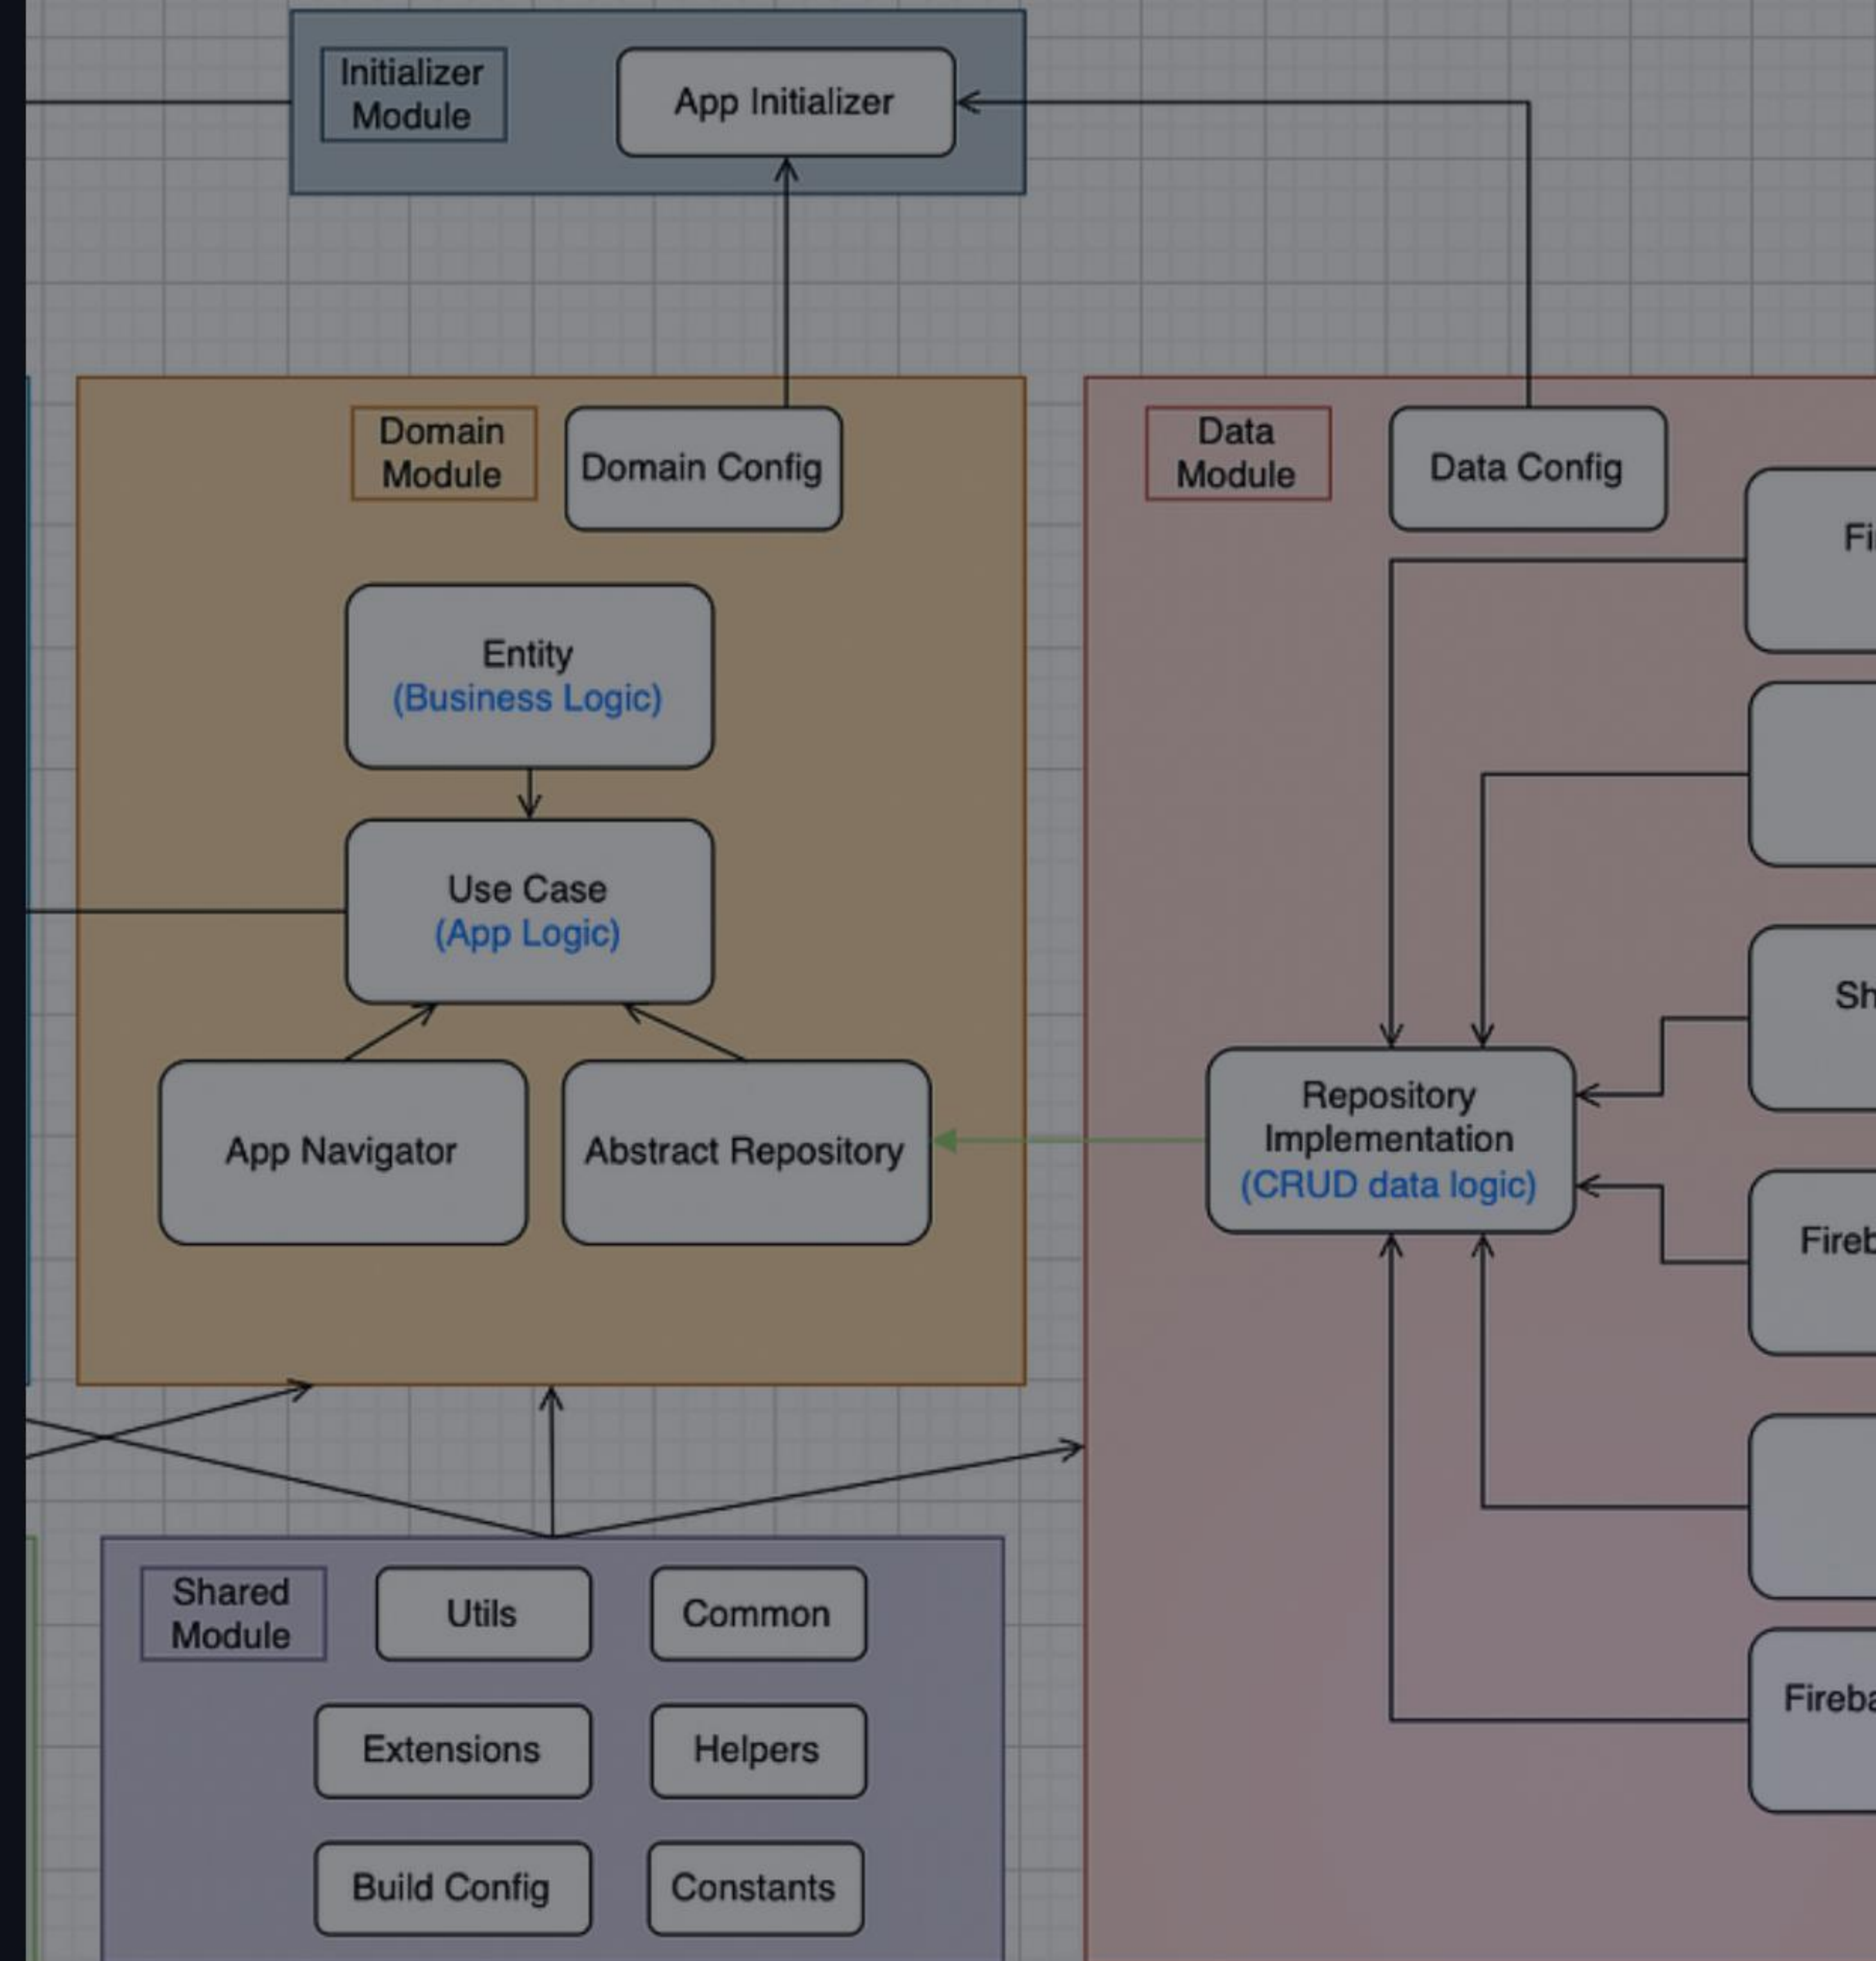 Initializer
Module
App Initializer
Domain
Module
Domain Config
Entity
(Business Logic)
Use Case
(App Logic)
App Navigator
Abstract Repository
Data
Module
Data Config
Repository
Implementation
(CRUD data logic)
Shared
Module
Utils
Common
Extensions
Helpers
Build Config
Constants